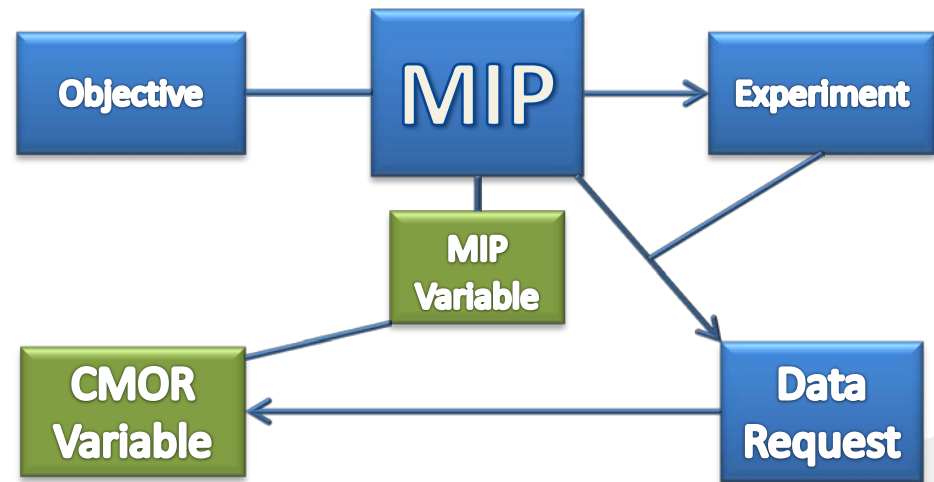 Objective
MIP
Experiment
MIP
Variable
CMOR
Variable
Data
Request